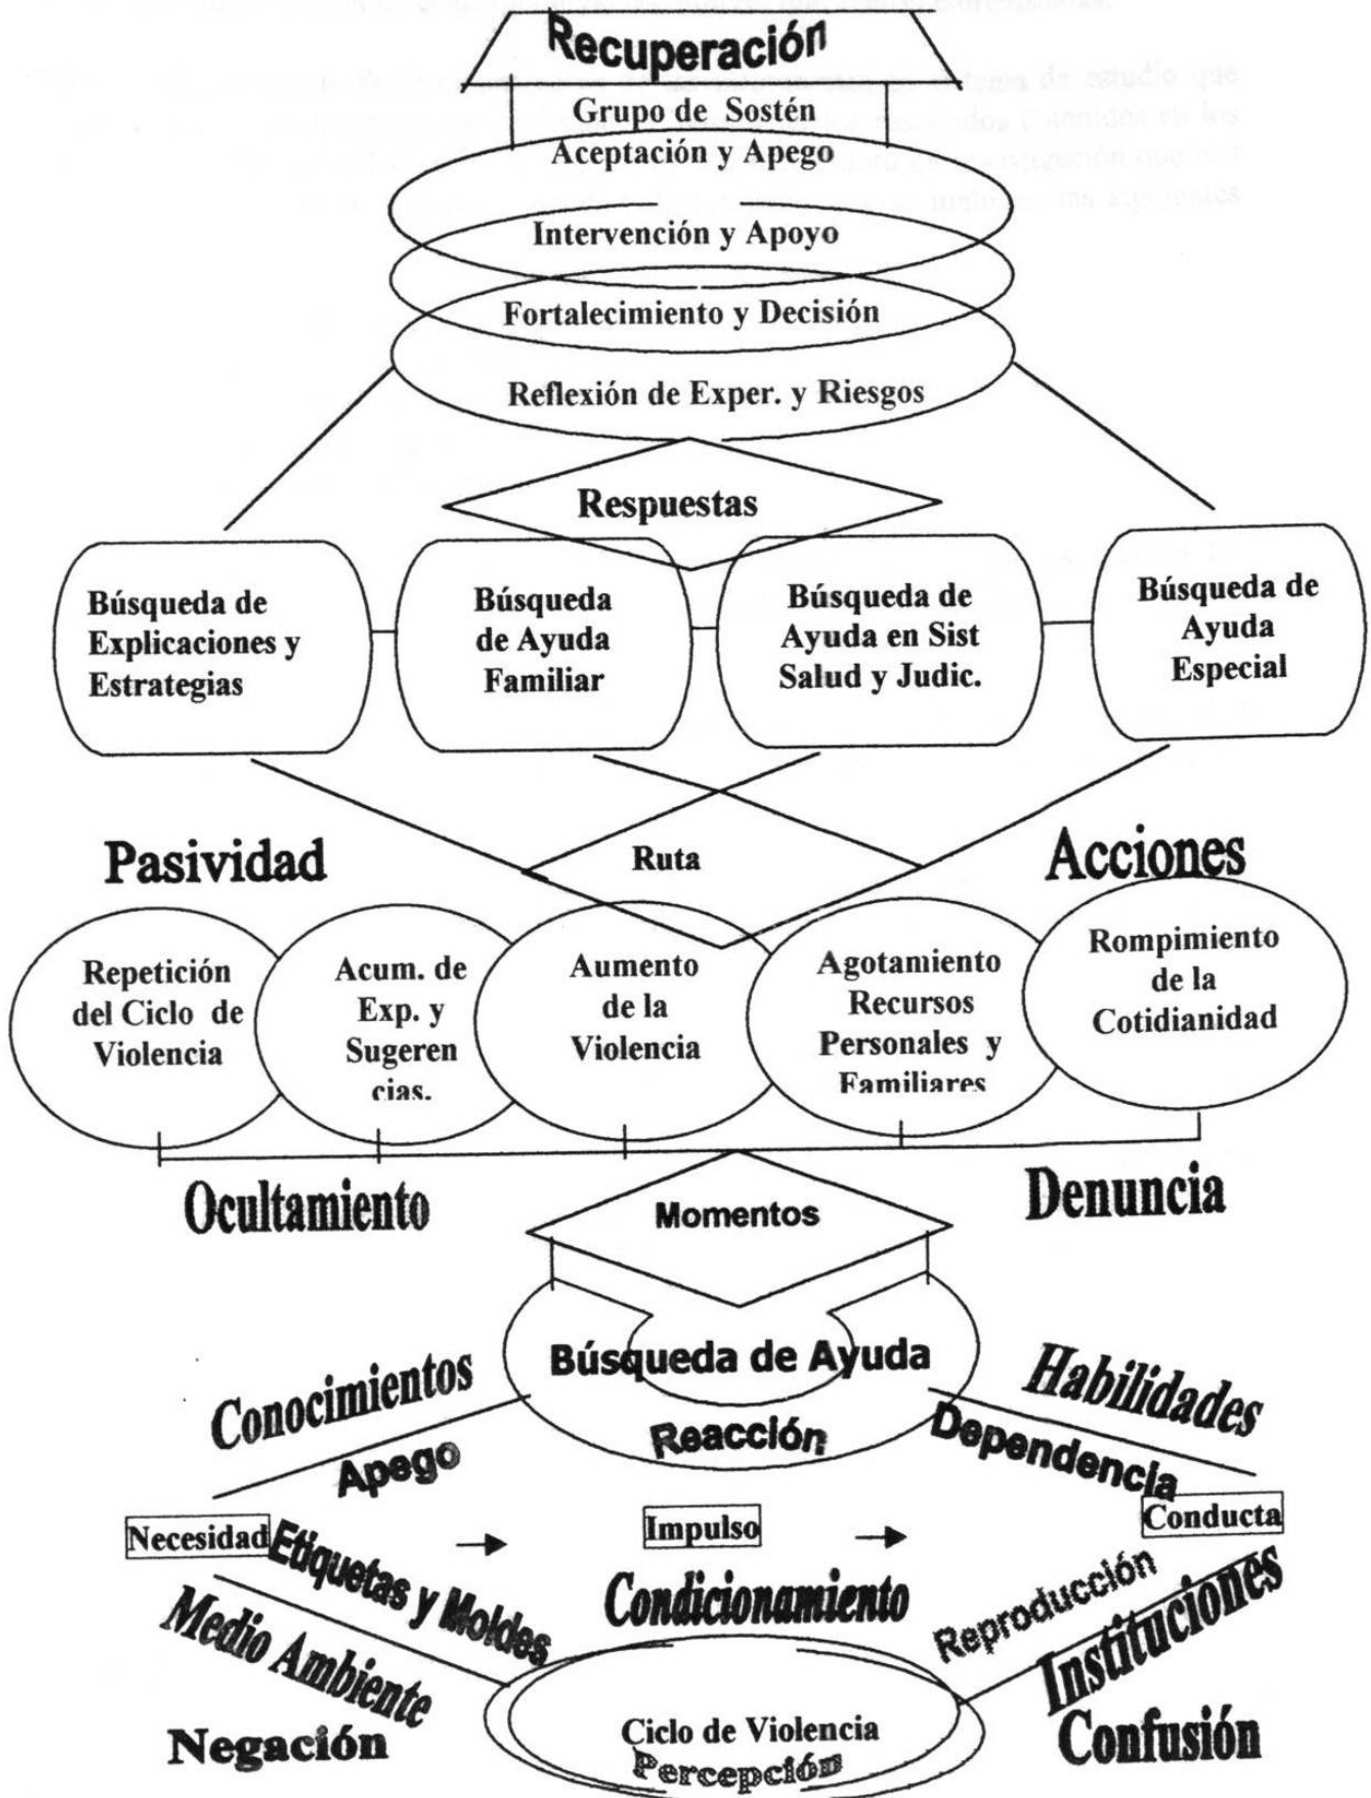 Recuperación
Grupo de Sostén
Aceptación y Apego
Intervención y Apoyo
Fortalecimiento y Decisión
Reflexión de Exper. y Riesgos
Respuestas
Búsqueda de
Explicaciones y
Estrategias
Búsqueda
de Ayuda
Familiar
Búsqueda de
Ayuda en Sist
Salud y Judic.
Búsqueda de
Ayuda
Especial
Pasividad
Ruta
Acciones
Repetición
del Ciclo de
Violencia
Acum. de
Exp. y
Sugeren
cias.
Aumento
de la
Violencia
Agotamiento
Recursos
Personales y
Familiares
Rompimiento
de la
Cotidianidad
Ocultamiento
Momentos
Denuncia
Búsqueda de Ayuda
Reacción
Conocimientos
Apego
Habilidades
Dependencia
Necesidad
Impulso
Conducta
Etiquetas y Moldes
Condicionamiento
Reproducción
Medio Ambiente
Instituciones
Negación
Ciclo de Violencia
Percepción
Confusión